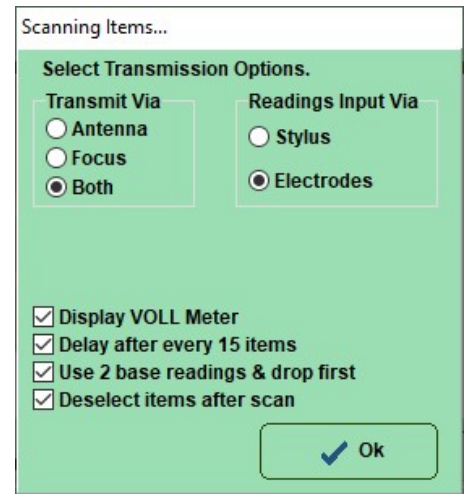 Scanning Items...
Select Transmission Options.
Transmit Via
Antenna
Focus
Both
Readings Input Via
Stylus
Electrodes
Display VOLL Meter
Delay after every 15 items
Use 2 base readings & drop first
Deselect items after scan
Ok